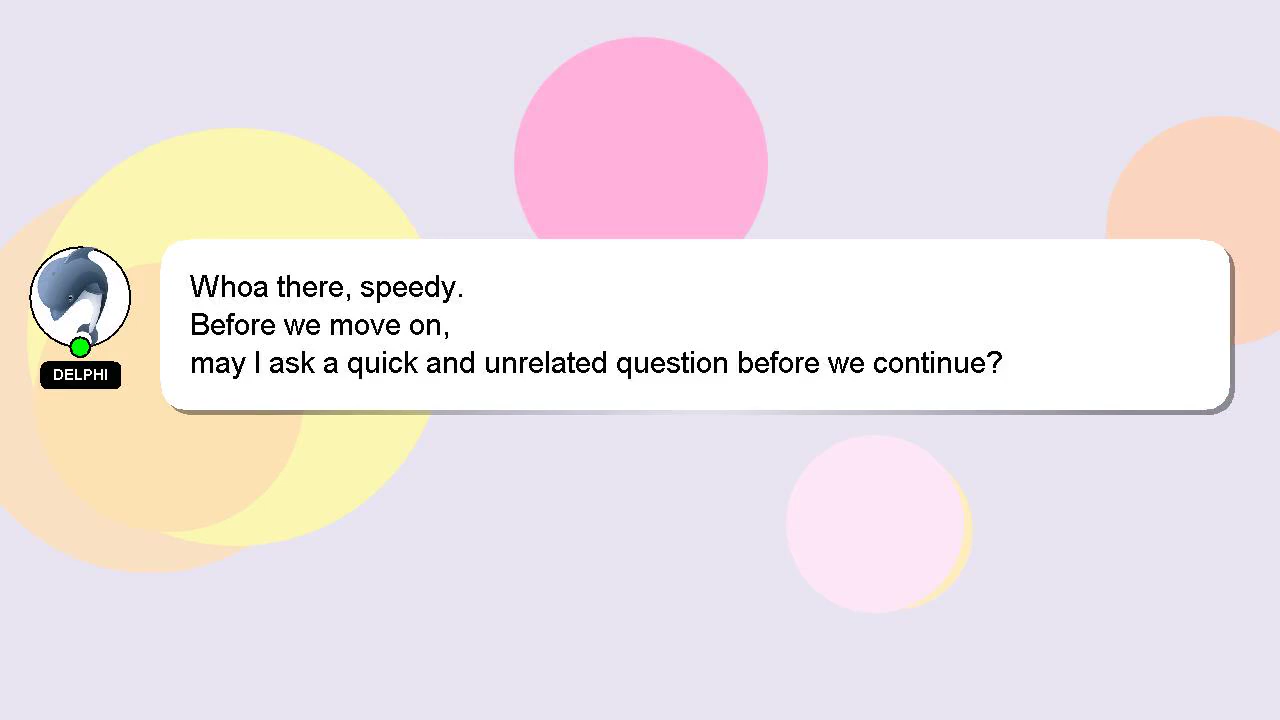 Whoa there, speedy.
Before we move on,
may I ask a quick and unrelated question before we continue?
DELPHI